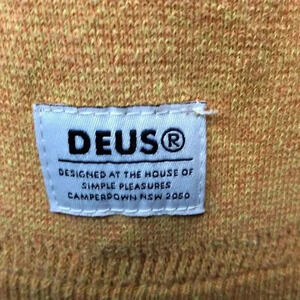 DEUS®
DESIGNED AT THE HOUSE OF
SIMPLE PLEASURES
CAMPERDOWN NSW 2050